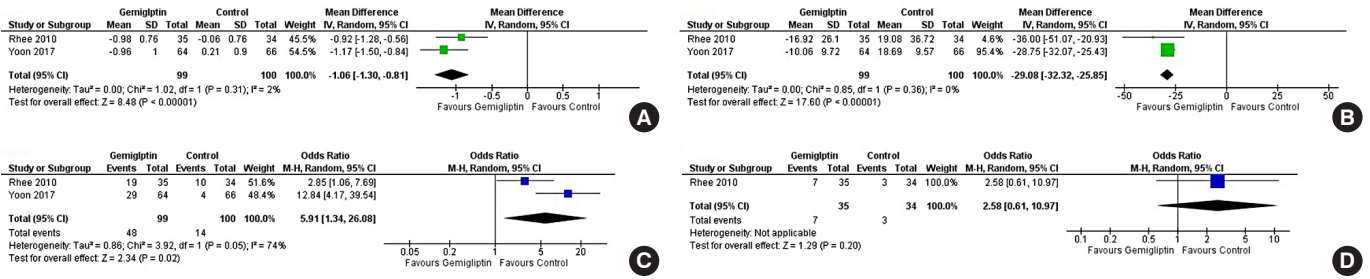 Gemigliptin Control Mean Difference Mean Difference
Study or Subgroup Mean SD Total Mean SD Total Weight IV, Random, 95% CI IV, Random, 95% CI
Rhee 2010 -0.98 0.76 35 -0.06 0.76 34 45.5% -0.92 [-1.28, -0.56]
Yoon 2017 -0.96 1 64 0.21 0.9 66 54.5% -1.17 [-1.50, -0.84]
Total (95% CI) 99 100 100.0% -1.06 [-1.30, -0.81]
Heterogeneity: Tau² = 0.00; Chi² = 1.02, df = 1 (P = 0.31); I² = 2%
Test for overall effect: Z = 8.48 (P < 0.00001)
-1 -0.5 0 0.5 1
Favours Gemigliptin Favours Control
A
Gemigliptin Control Mean Difference Mean Difference
Study or Subgroup Mean SD Total Mean SD Total Weight IV, Random, 95% CI IV, Random, 95% CI
Rhee 2010 -16.92 26.1 35 19.08 36.72 34 4.6% -36.00 [-51.07, -20.93]
Yoon 2017 -10.06 9.72 64 18.69 9.57 66 95.4% -28.75 [-32.07, -25.43]
Total (95% CI) 99 100 100.0% -29.08 [-32.32, -25.85]
Heterogeneity: Tau² = 0.00; Chi² = 0.85, df = 1 (P = 0.36); I² = 0%
Test for overall effect: Z = 17.60 (P < 0.00001)
-50 -25 0 25 50
Favours Gemigliptin Favours Control
B
Gemiglptin Control Odds Ratio Odds Ratio
Study or Subgroup Events Total Events Total Weight M-H, Random, 95% CI M-H, Random, 95% CI
Rhee 2010 19 35 10 34 51.6% 2.85 [1.06, 7.69]
Yoon 2017 29 64 4 66 48.4% 12.84 [4.17, 39.54]
Total (95% CI) 99 100 100.0% 5.91 [1.34, 26.08]
Total events 48 14
Heterogeneity: Tau² = 0.86; Chi² = 3.92, df = 1 (P = 0.05); I² = 74%
Test for overall effect: Z = 2.34 (P = 0.02)
0.05 0.2 1 5 20
Favours Gemigliptin Favours Control
C
Gemiglptin Control Odds Ratio Odds Ratio
Study or Subgroup Events Total Events Total Weight M-H, Random, 95% CI M-H, Random, 95% CI
Rhee 2010 7 35 3 34 100.0% 2.58 [0.61, 10.97]
Total (95% CI) 35 34 100.0% 2.58 [0.61, 10.97]
Total events 7 3
Heterogeneity: Not applicable
Test for overall effect: Z = 1.29 (P = 0.20)
0.1 0.2 0.5 1 2 5 10
Favours Gemigliptin Favours Control
D